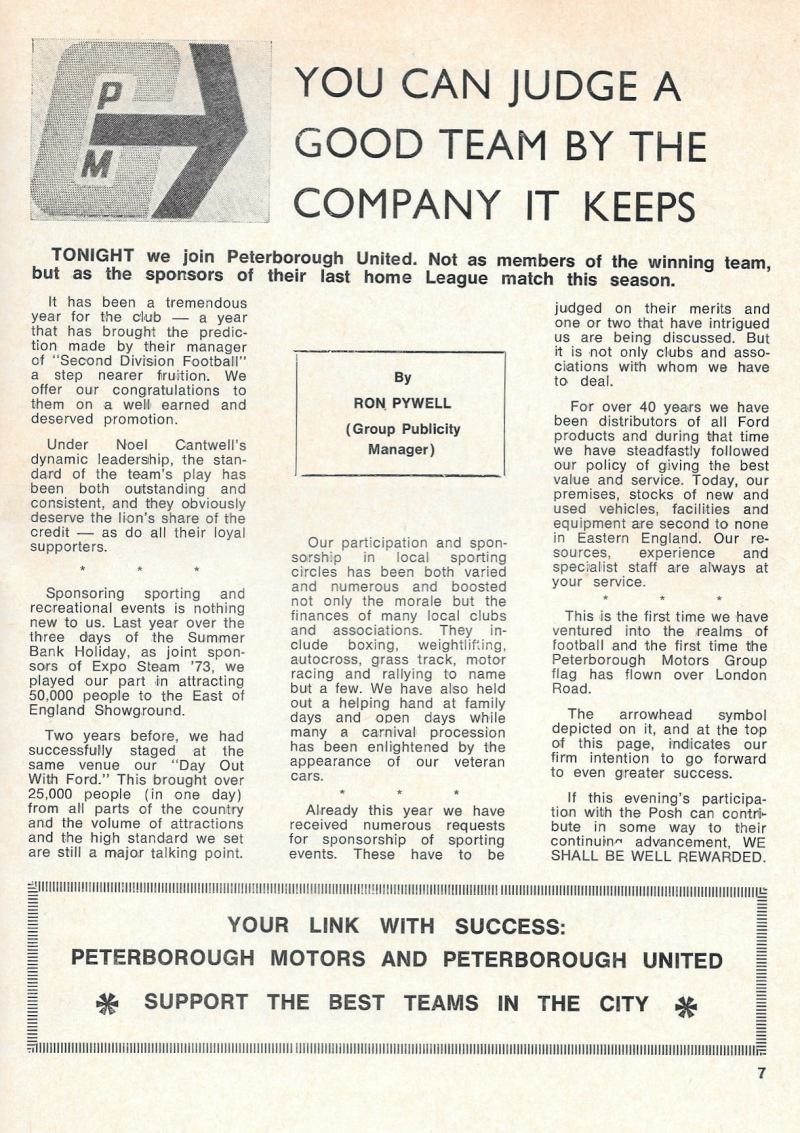 P
M
YOU CAN JUDGE A
GOOD TEAM BY THE
COMPANY IT KEEPS
TONIGHT we join Peterborough United. Not as members of the winning team,
but as the sponsors of their last home League match this season.
It has been a tremendous
year for the club — a year
that has brought the predic-
tion made by their manager
of "Second Division Football"
a step nearer fruition. We
offer our congratulations to
them on a well earned and
deserved promotion.
Under Noel Cantwell's
dynamic leadership, the stan-
dard of the team's play has
been both outstanding and
consistent, and they obviously
deserve the lion's share of the
credit — as do all their loyal
supporters.
* * *
Sponsoring sporting and
recreational events is nothing
new to us. Last year over the
three days of the Summer
Bank Holiday, as joint spon-
sors of Expo Steam '73, we
played our part in attracting
50,000 people to the East of
England Showground.
Two years before, we had
successfully staged at the
same venue our "Day Out
With Ford." This brought over
25,000 people (in one day)
from all parts of the country
and the volume of attractions
and the high standard we set
are still a major talking point.
By
RON PYWELL
(Group Publicity
Manager)
Our participation and spon-
sorship in local sporting
circles has been both varied
and numerous and boosted
not only the morale but the
finances of many local clubs
and associations. They in-
clude boxing, weightlifting,
autocross, grass track, motor
racing and rallying to name
but a few. We have also held
out a helping hand at family
days and open days while
many a carnival procession
has been enlightened by the
appearance of our veteran
cars.
* * *
Already this year we have
received numerous requests
for sponsorship of sporting
events. These have to be
judged on their merits and
one or two that have intrigued
us are being discussed. But
it is not only clubs and asso-
ciations with whom we have
to deal.
For over 40 years we have
been distributors of all Ford
products and during that time
we have steadfastly followed
our policy of giving the best
value and service. Today, our
premises, stocks of new and
used vehicles, facilities and
equipment are second to none
in Eastern England. Our re-
sources, experience and
specialist staff are always at
your service.
* * *
This is the first time we have
ventured into the realms of
football and the first time the
Peterborough Motors Group
flag has flown over London
Road.
The arrowhead symbol
depicted on it, and at the top
of this page, indicates our
firm intention to go forward
to even greater success.
If this evening's participa-
tion with the Posh can contri-
bute in some way to their
continuing advancement, WE
SHALL BE WELL REWARDED.
YOUR LINK WITH SUCCESS:
PETERBOROUGH MOTORS AND PETERBOROUGH UNITED
* SUPPORT THE BEST TEAMS IN THE CITY *
7